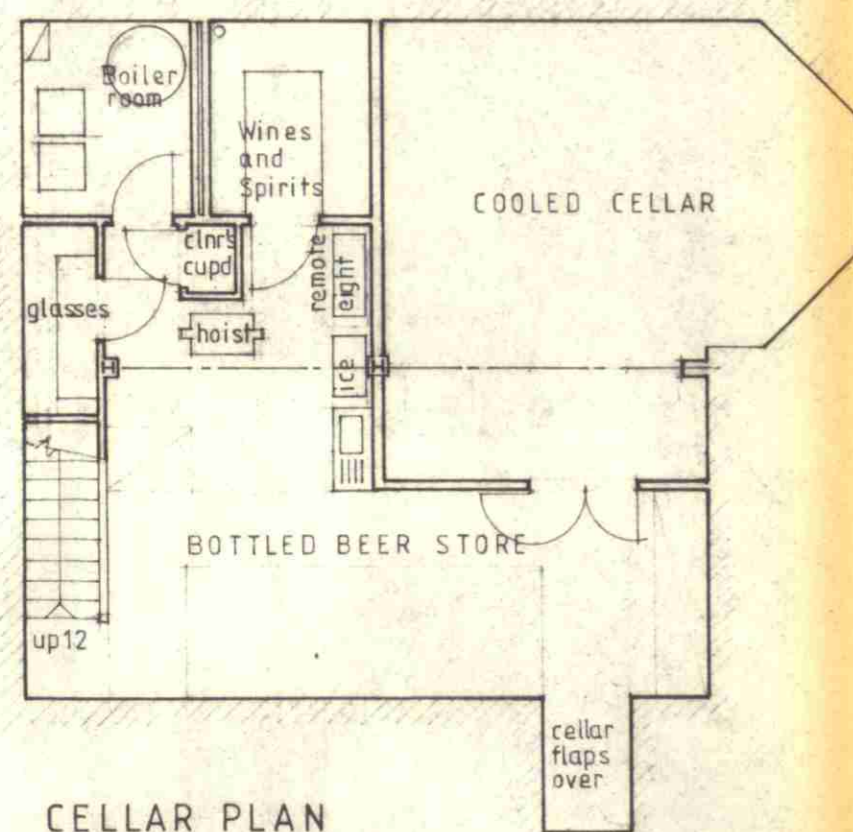 Boiler
room
Wines
and
Spirits
COOLED CELLAR
clnr's
cupd
remote
eight
glasses
hoist
ice
BOTTLED BEER STORE
up12
cellar
flaps
over
CELLAR PLAN